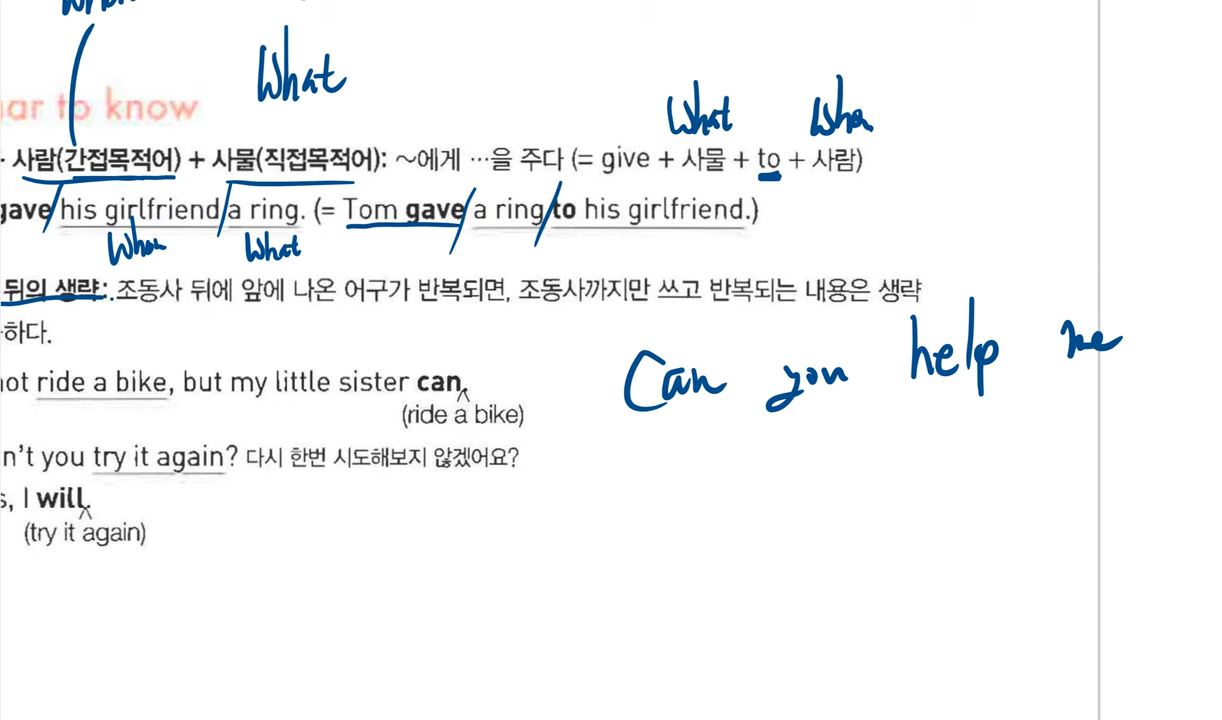 What
ar to know
What Whom
사람(간접목적어) + 사물(직접목적어): ~에게 …을 주다 (= give + 사물 + to + 사람)
gave his girlfriend a ring. (= Tom gave a ring to his girlfriend.)
Whom What
뒤의 생략: 조동사 뒤에 앞에 나온 어구가 반복되면, 조동사까지만 쓰고 반복되는 내용은 생략
하다.
Can you help me
not ride a bike, but my little sister can.
(ride a bike)
n't you try it again? 다시 한번 시도해보지 않겠어요?
s, I will.
(try it again)